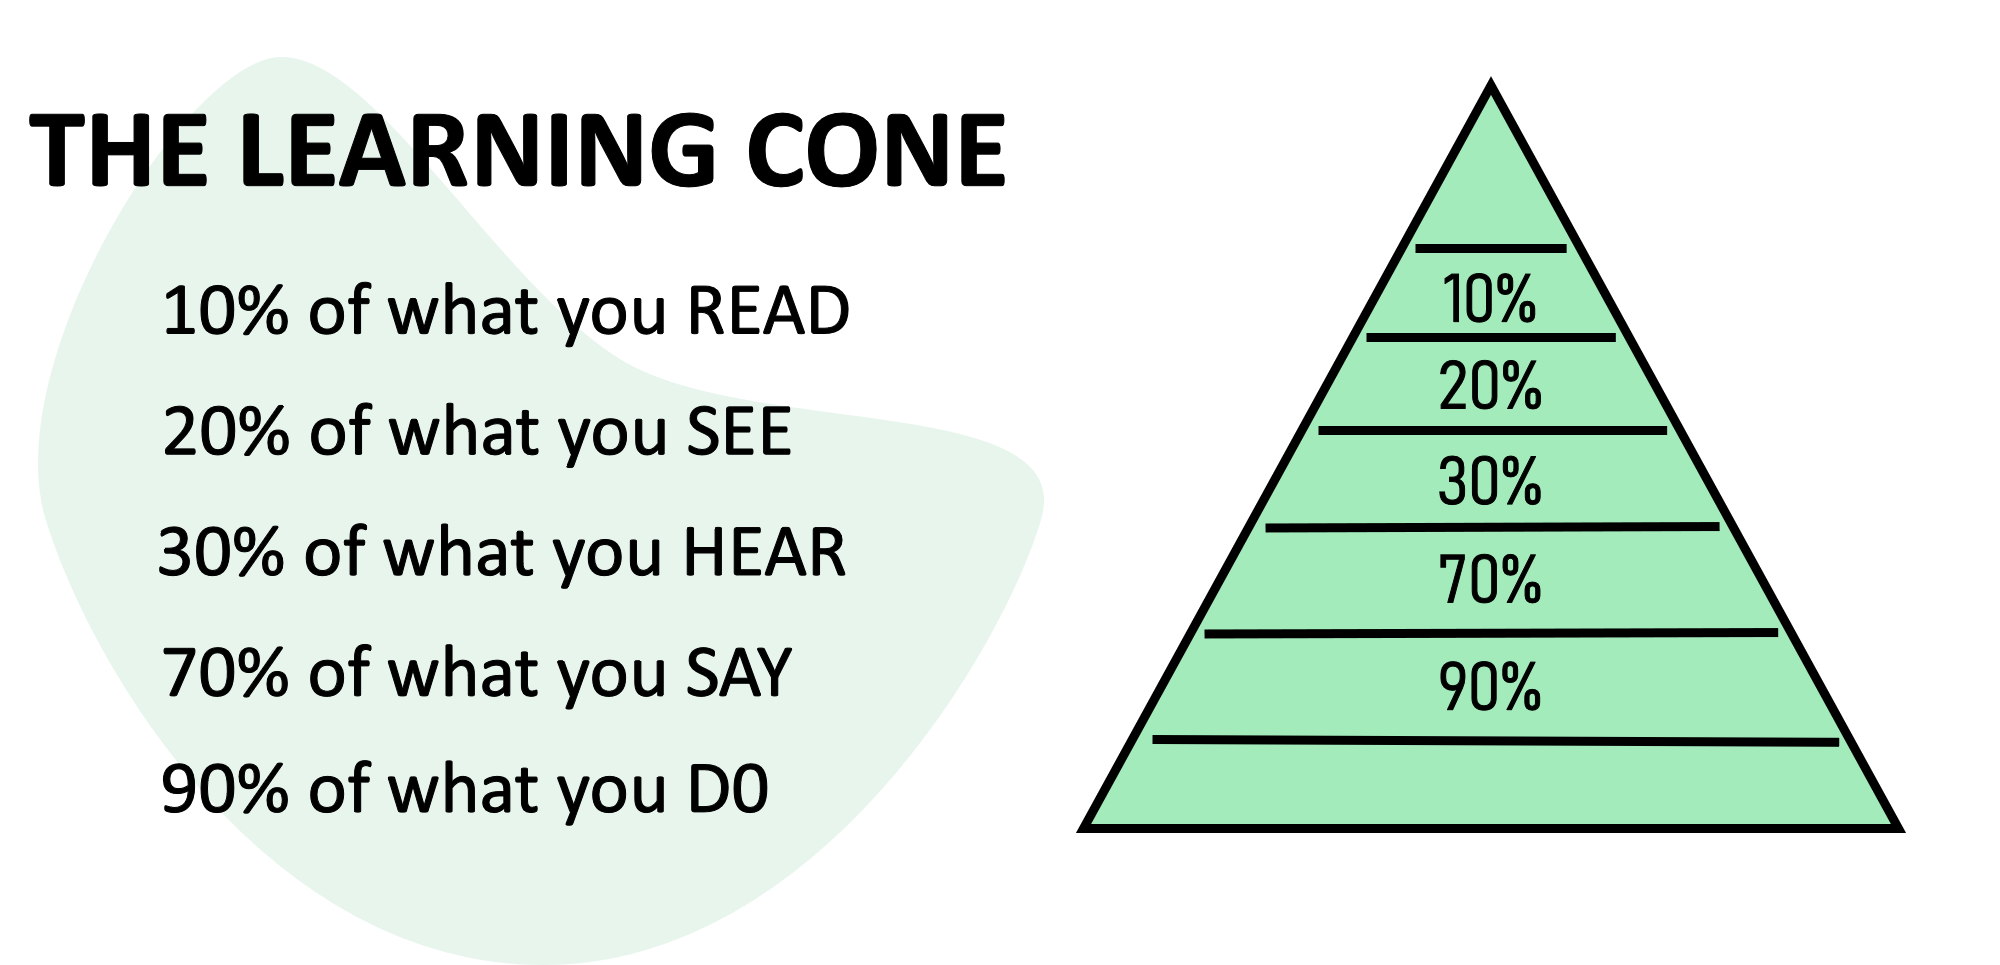 THE LEARNING CONE
10% of what you READ
20% of what you SEE
30% of what you HEAR
70% of what you SAY
90% of what you D0
10%
20%
30%
70%
90%